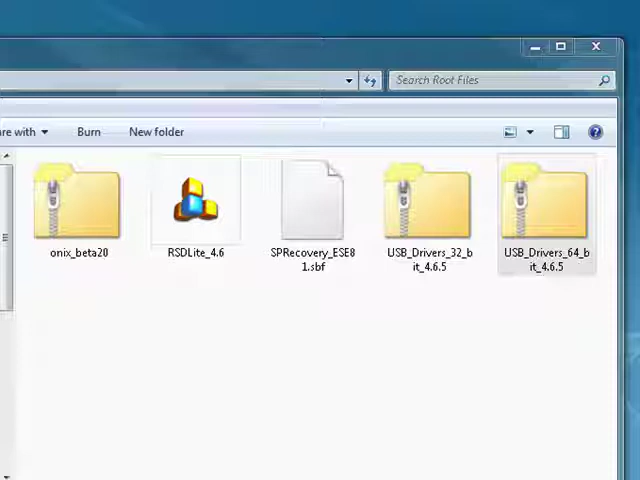 Search Root Files
re with
Burn
New folder
onix_beta20
RSDLite_4.6
SPRecovery_ESE8
1.sbf
USB_Drivers_32_b
it_4.6.5
USB_Drivers_64_b
it_4.6.5